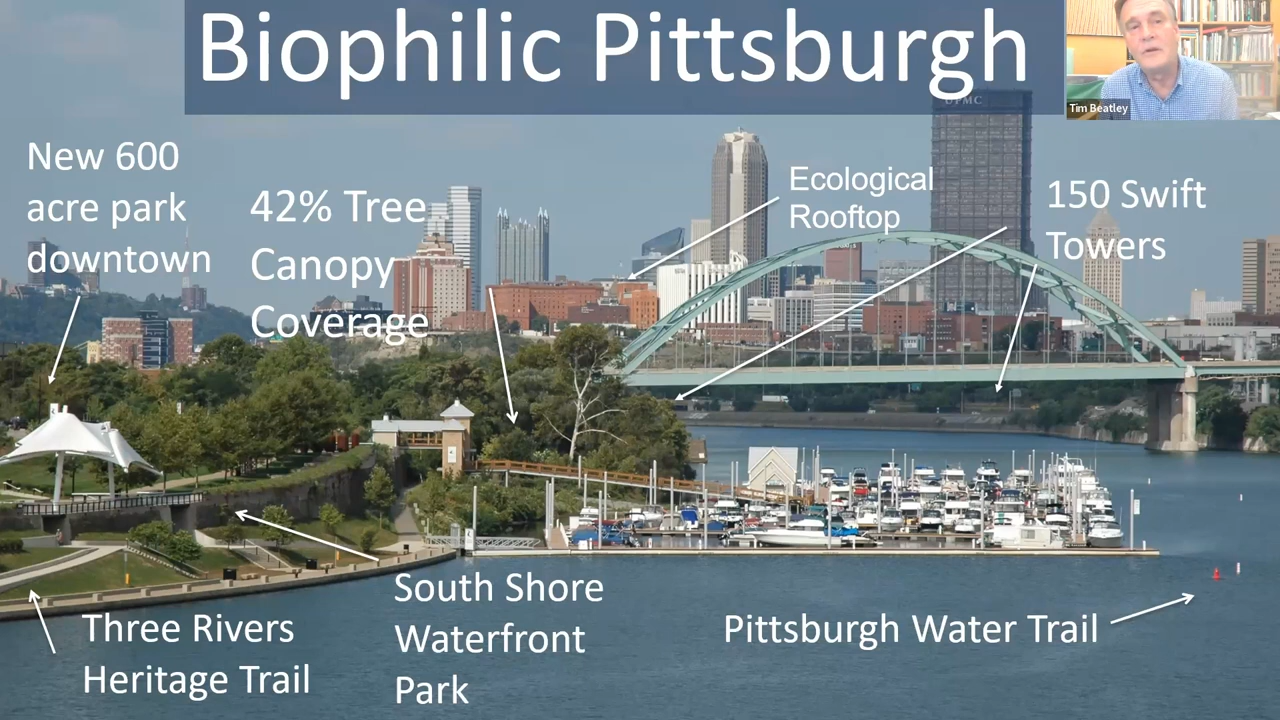 Biophilic Pittsburgh
Tim Beatley
UPMC
New 600
acre park
downtown
42% Tree
Canopy
Coverage
Ecological
Rooftop
150 Swift
Towers
South Shore
Waterfront
Park
Three Rivers
Heritage Trail
Pittsburgh Water Trail